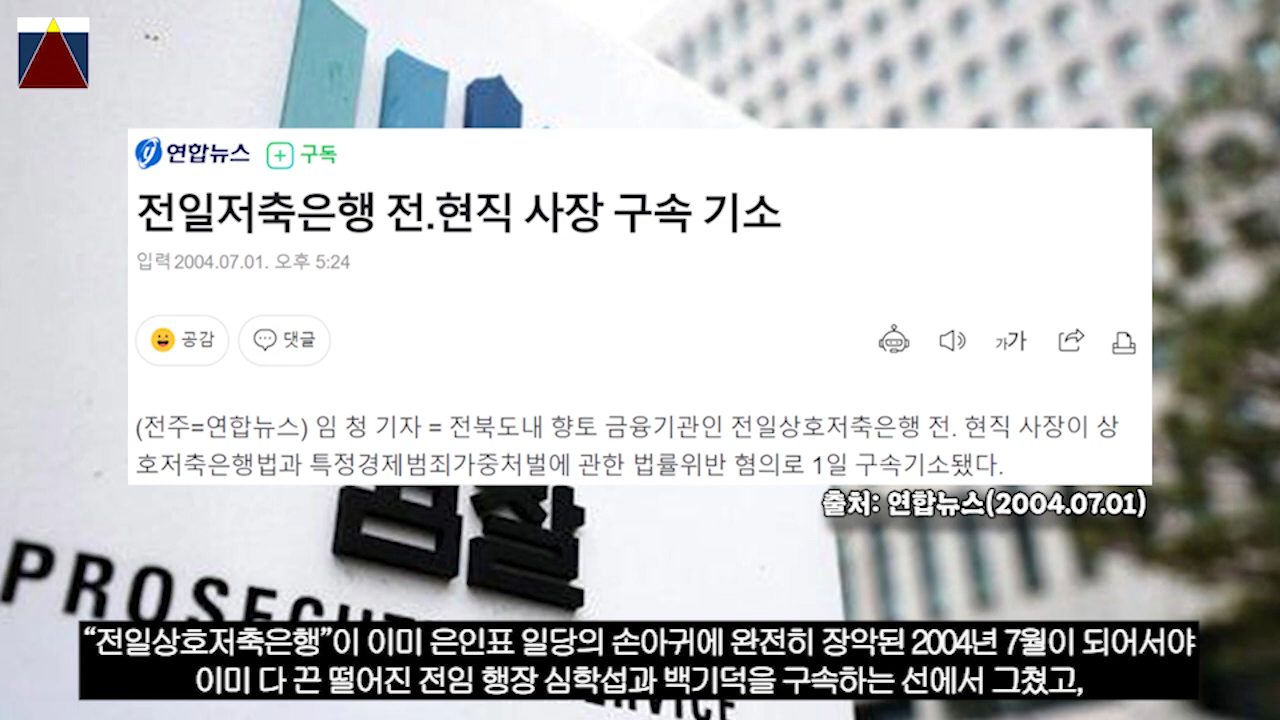 연합뉴스 구독
전일저축은행 전.현직 사장 구속 기소
입력 2004.07.01. 오후 5:24
공감 댓글
가가
(전주=연합뉴스) 임 청 기자 = 전북도내 향토 금융기관인 전일상호저축은행 전. 현직 사장이 상
호저축은행법과 특정경제범죄가중처벌에 관한 법률위반 혐의로 1일 구속기소됐다.
출처: 연합뉴스(2004.07.01)
검찰
“전일상호저축은행”이 이미 은인표 일당의 손아귀에 완전히 장악된 2004년 7월이 되어서야
이미 다 끈 떨어진 전임 행장 심학섭과 백기덕을 구속하는 선에서 그쳤고,